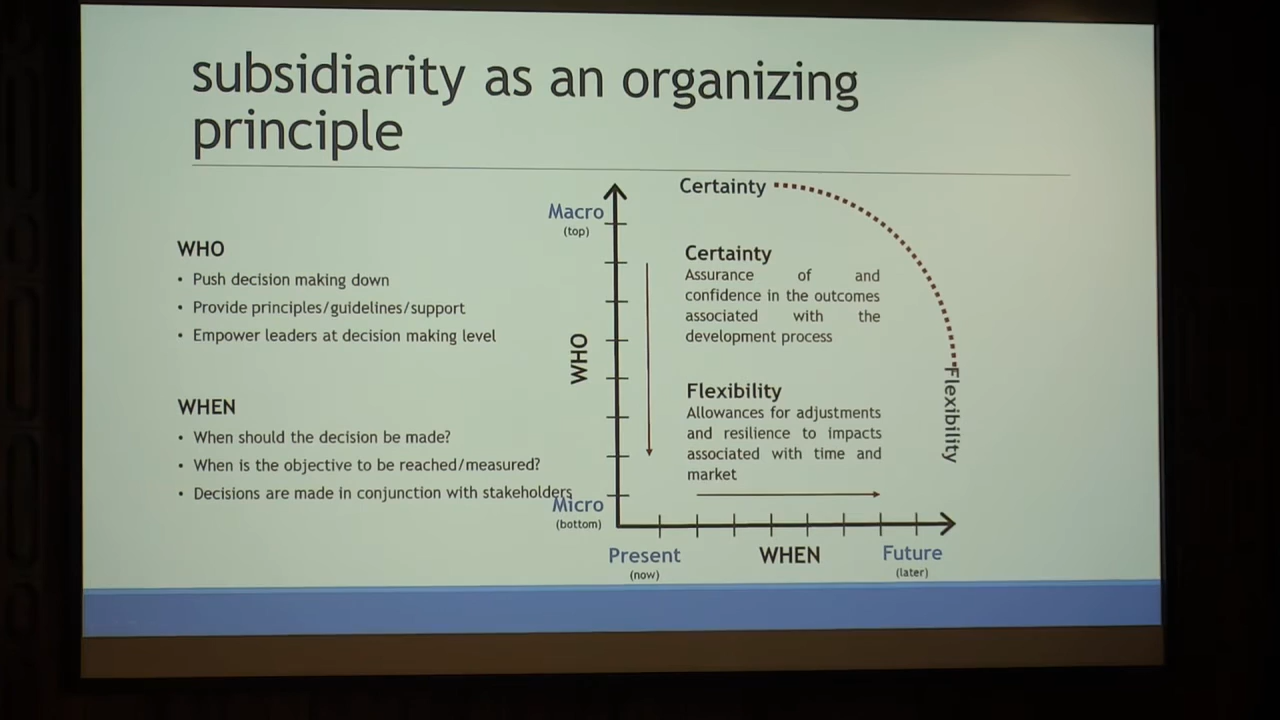 subsidiarity as an organizing
principle
WHO
• Push decision making down
• Provide principles/guidelines/support
• Empower leaders at decision making level
WHEN
• When should the decision be made?
• When is the objective to be reached/measured?
• Decisions are made in conjunction with stakeholders
Macro
(top)
WHO
Micro
(bottom)
Certainty
Certainty
Assurance of and
confidence in the outcomes
associated with the
development process
Flexibility
Allowances for adjustments
and resilience to impacts
associated with time and
market
Flexibility
Present
(now)
WHEN
Future
(later)